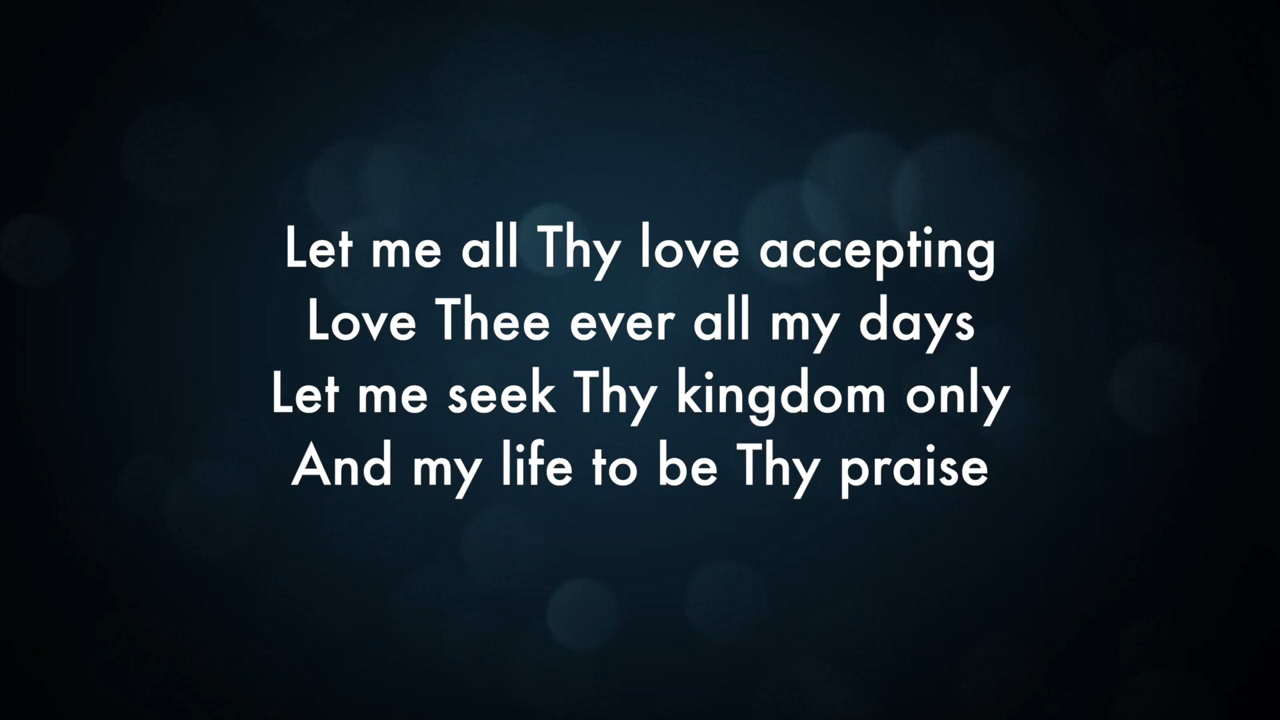 Let me all Thy love accepting
Love Thee ever all my days
Let me seek Thy kingdom only
And my life to be Thy praise